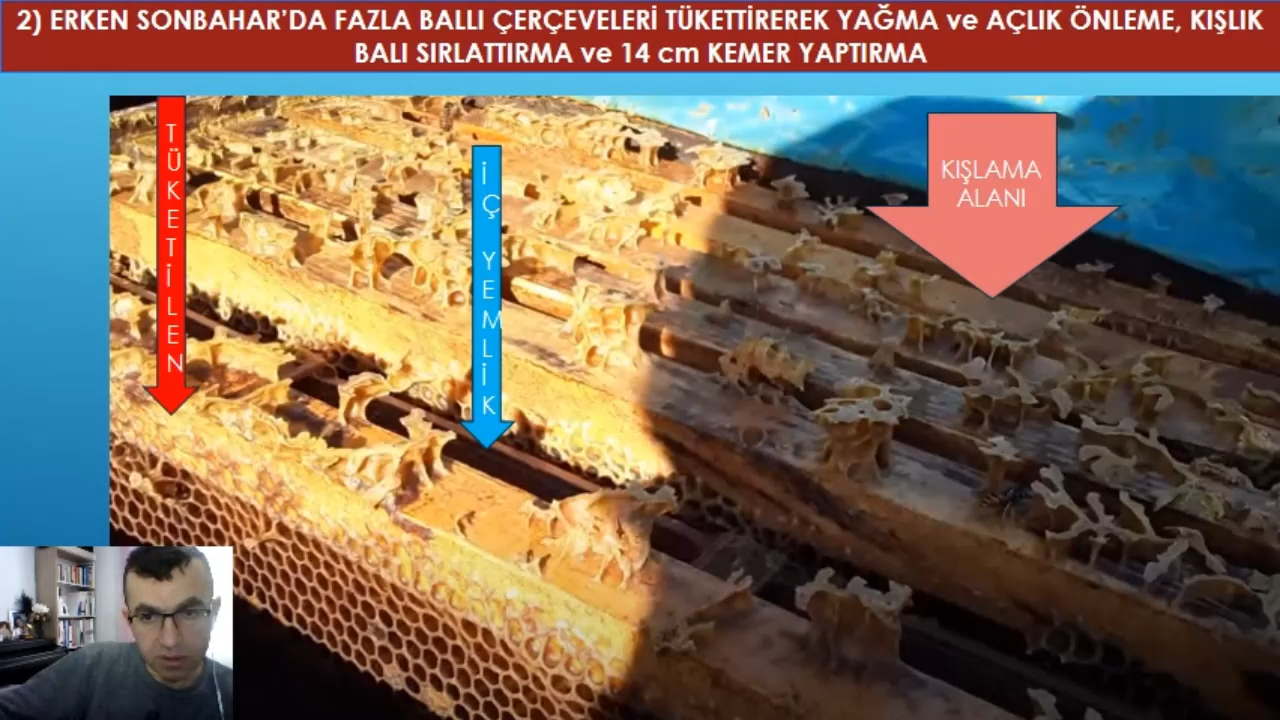 2) ERKEN SONBAHAR’DA FAZLA BALLI ÇERÇEVELERİ TÜKETTİREREK YAĞMA ve AÇLIK ÖNLEME, KIŞLIK
BALI SIRLATTIRMA ve 14 cm KEMER YAPTIRMA
TÜKETİLEN
İÇ YEMLİK
KIŞLAMA
ALANI